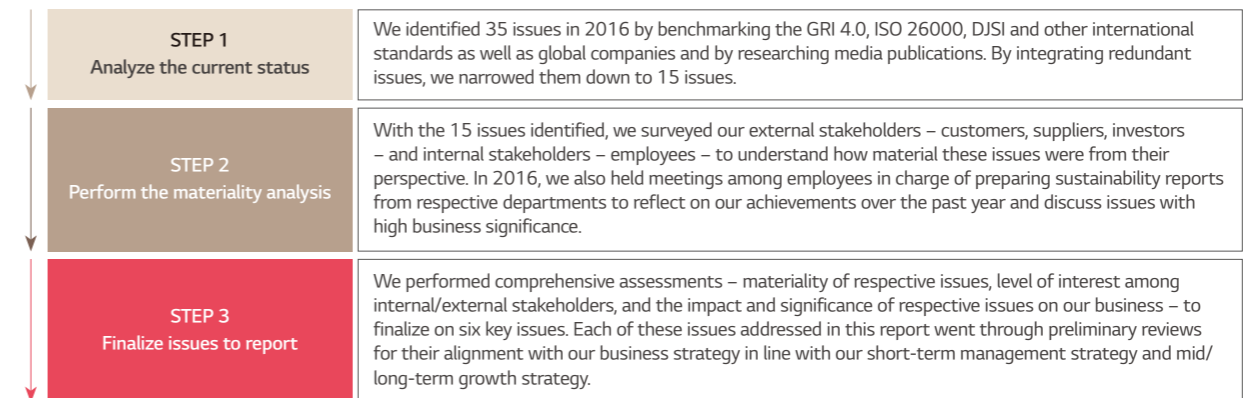 STEP 1
Analyze the current status
We identified 35 issues in 2016 by benchmarking the GRI 4.0, ISO 26000, DJSI and other international
standards as well as global companies and by researching media publications. By integrating redundant
issues, we narrowed them down to 15 issues.
STEP 2
Perform the materiality analysis
With the 15 issues identified, we surveyed our external stakeholders – customers, suppliers, investors
– and internal stakeholders – employees – to understand how material these issues were from their
perspective. In 2016, we also held meetings among employees in charge of preparing sustainability reports
from respective departments to reflect on our achievements over the past year and discuss issues with
high business significance.
STEP 3
Finalize issues to report
We performed comprehensive assessments – materiality of respective issues, level of interest among
internal/external stakeholders, and the impact and significance of respective issues on our business – to
finalize on six key issues. Each of these issues addressed in this report went through preliminary reviews
for their alignment with our business strategy in line with our short-term management strategy and mid/
long-term growth strategy.